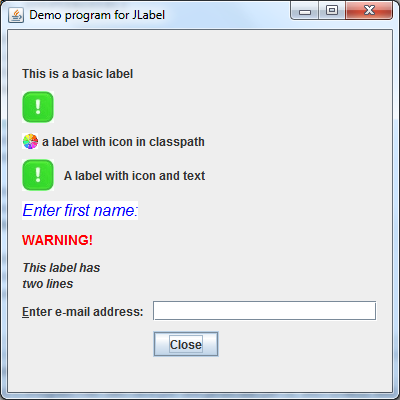 Demo program for JLabel
This is a basic label
!
a label with icon in classpath
! A label with icon and text
Enter first name:
WARNING!
This label has
two lines
Enter e-mail address:
Close